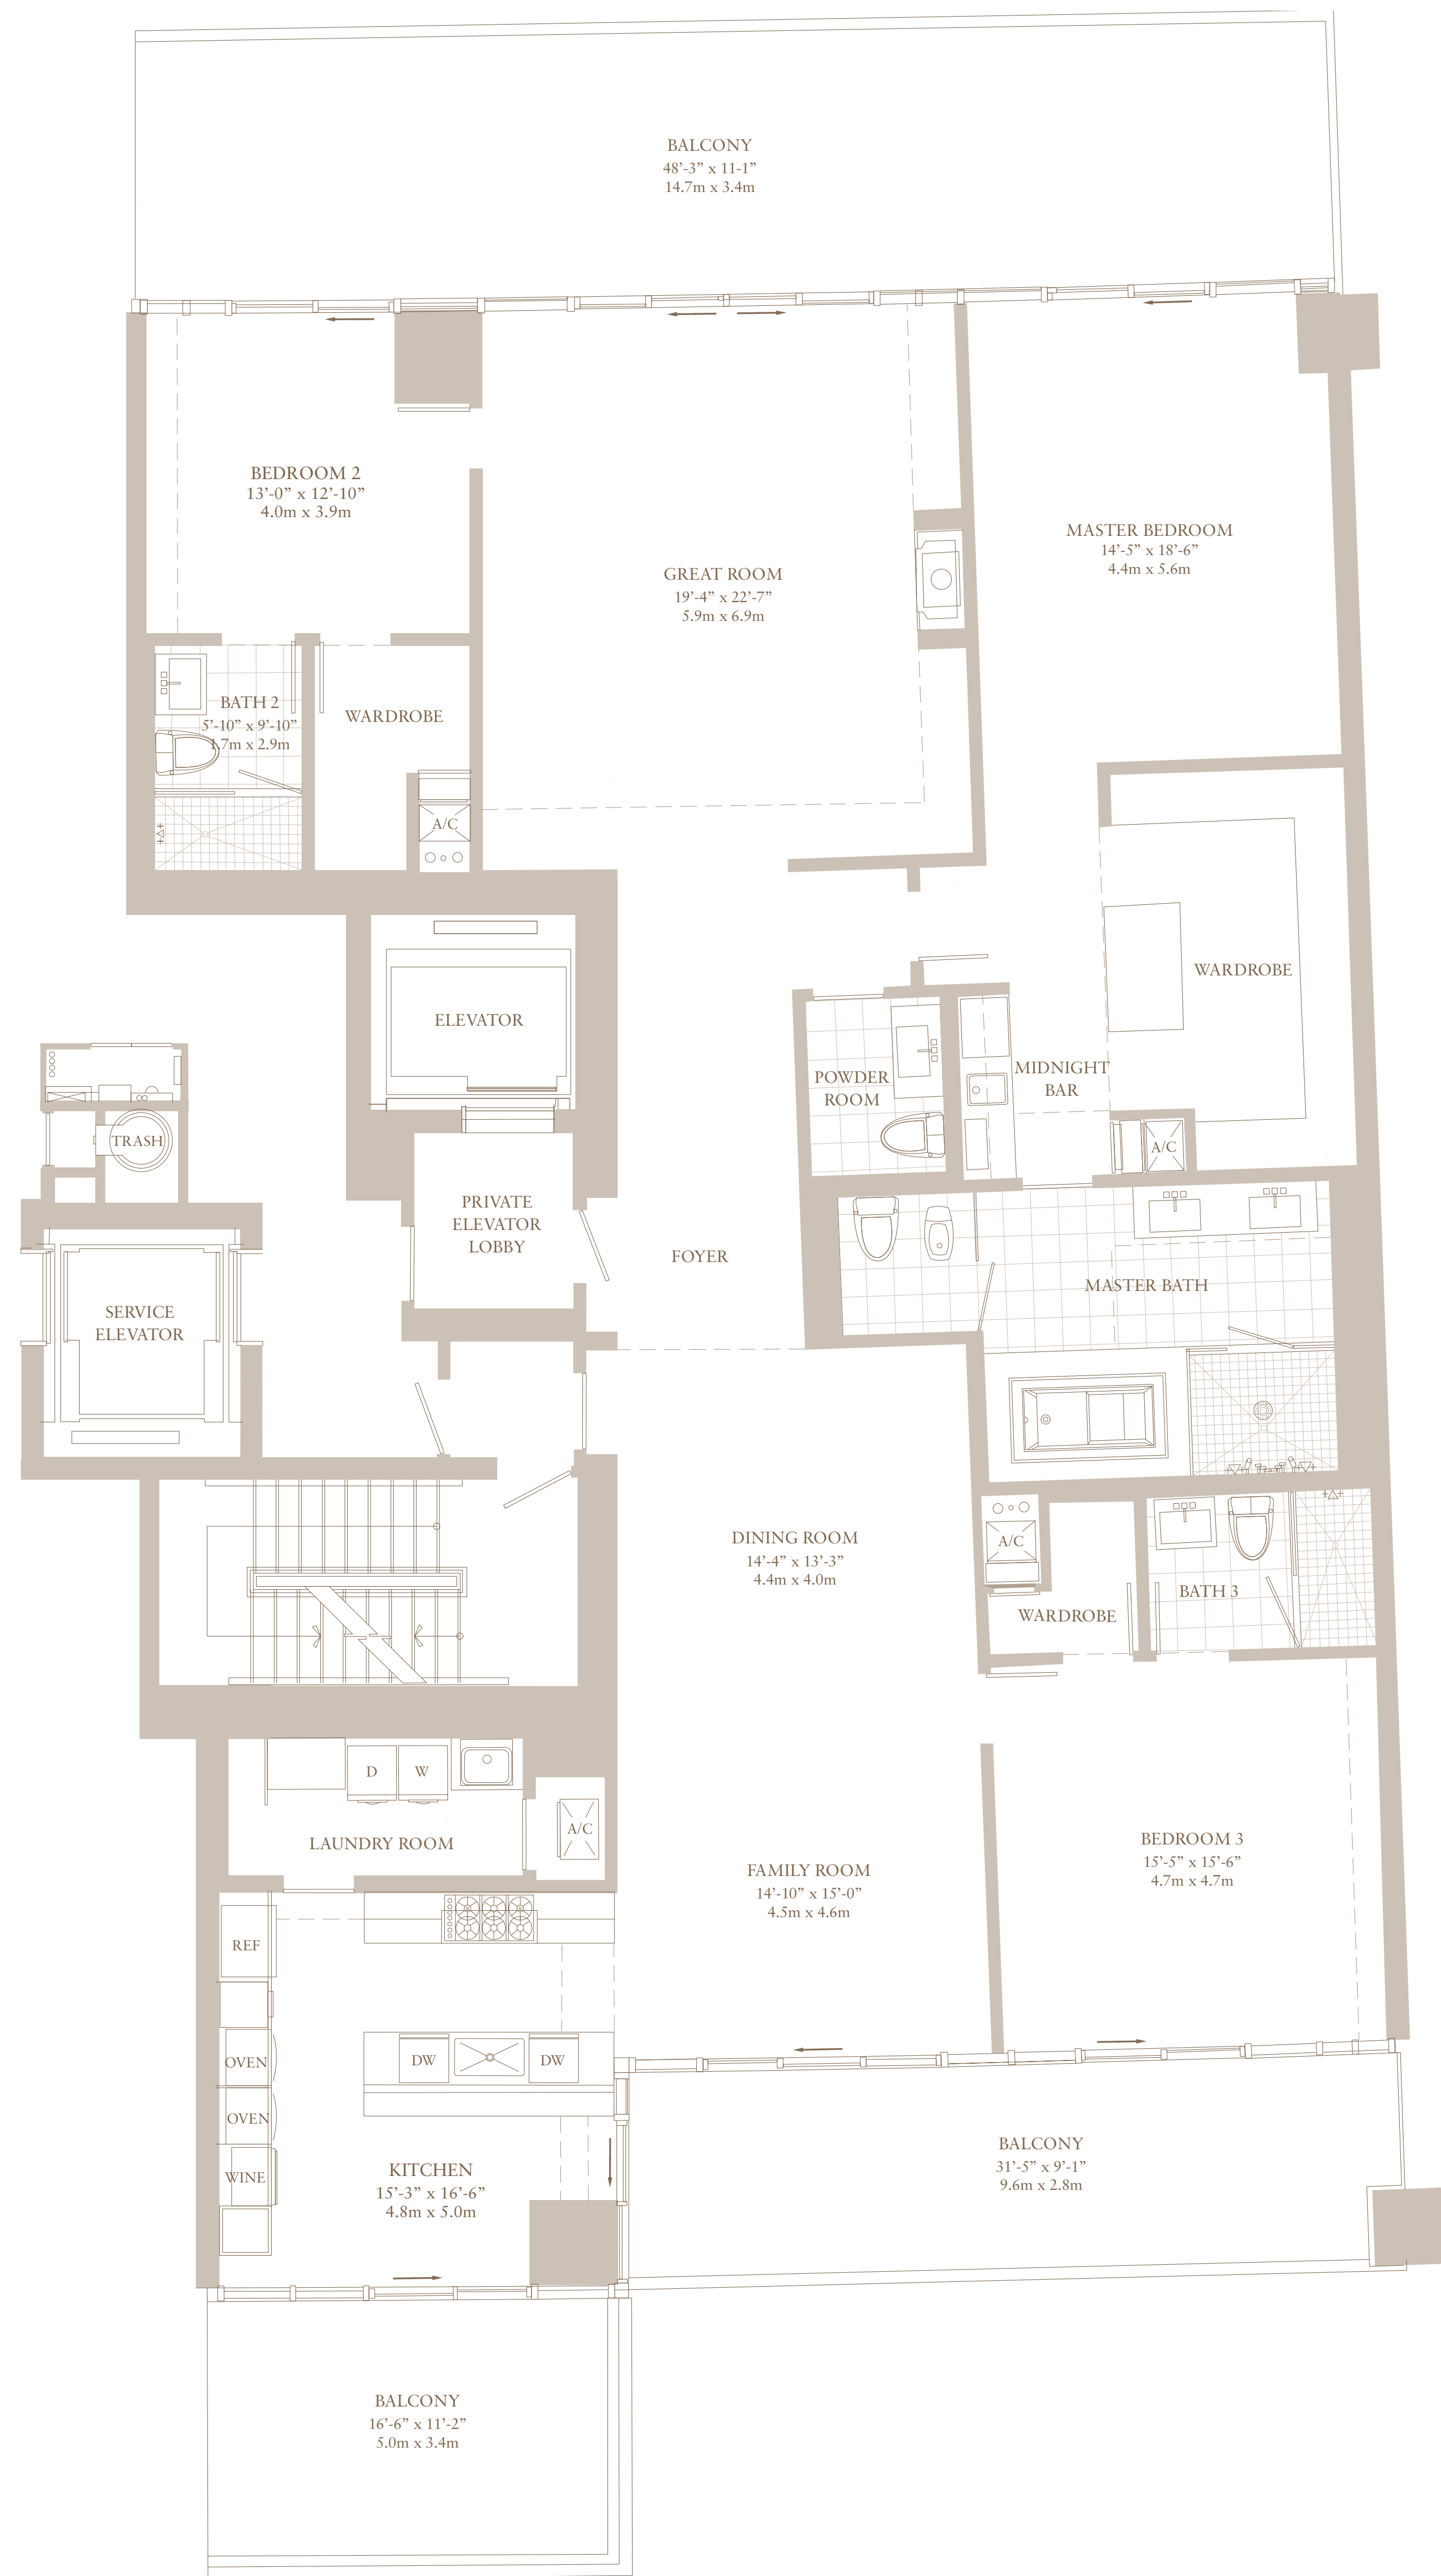 BALCONY
48’-3” x 11-1”
14.7m x 3.4m
BEDROOM 2
13’-0” x 12’-10”
4.0m x 3.9m
GREAT ROOM
19’-4” x 22’-7”
5.9m x 6.9m
MASTER BEDROOM
14’-5” x 18’-6”
4.4m x 5.6m
BATH 2
5’-10” x 9’-10”
1.7m x 2.9m
WARDROBE
A/C
ELEVATOR
WARDROBE
POWDER
ROOM
MIDNIGHT
BAR
A/C
TRASH
PRIVATE
ELEVATOR
LOBBY
FOYER
MASTER BATH
SERVICE
ELEVATOR
DINING ROOM
14’-4” x 13’-3”
4.4m x 4.0m
A/C
WARDROBE
BATH 3
D
W
A/C
LAUNDRY ROOM
FAMILY ROOM
14’-10” x 15’-0”
4.5m x 4.6m
BEDROOM 3
15’-5” x 15’-6”
4.7m x 4.7m
REF
OVEN
DW
DW
OVEN
WINE
KITCHEN
15’-3” x 16’-6”
4.8m x 5.0m
BALCONY
31’-5” x 9’-1”
9.6m x 2.8m
BALCONY
16’-6” x 11’-2”
5.0m x 3.4m